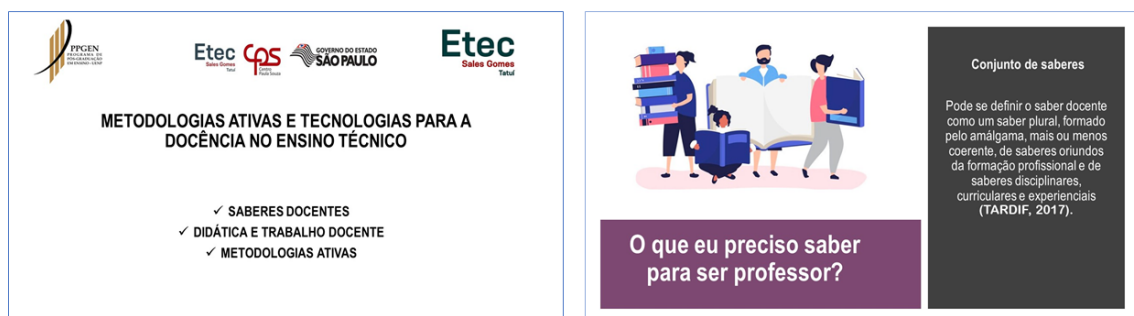 PPGEN
PROGRAMA DE
PÓS-GRADUAÇÃO
EM ENSINO - UENP
Etec
Sales Gomes
Tatuí
CPS
Centro
Paula Souza
GOVERNO DO ESTADO
SÃO PAULO
Etec
Sales Gomes
Tatuí
METODOLOGIAS ATIVAS E TECNOLOGIAS PARA A
DOCÊNCIA NO ENSINO TÉCNICO
✓ SABERES DOCENTES
✓ DIDÁTICA E TRABALHO DOCENTE
✓ METODOLOGIAS ATIVAS
O que eu preciso saber
para ser professor?
Conjunto de saberes
Pode se definir o saber docente
como um saber plural, formado
pelo amálgama, mais ou menos
coerente, de saberes oriundos
da formação profissional e de
saberes disciplinares,
curriculares e experienciais
(TARDIF, 2017).